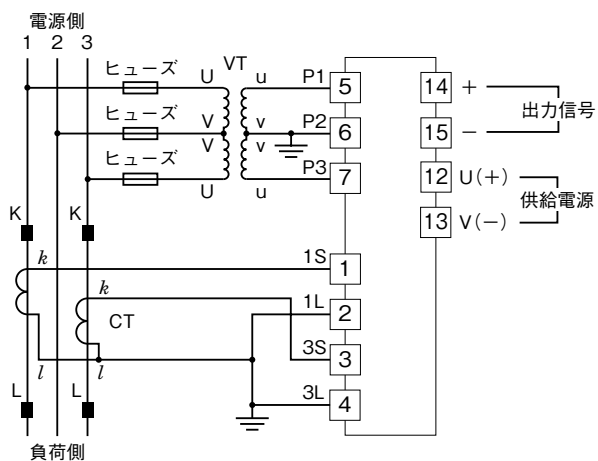 電源側
1 2 3
ヒューズ U VT u P1 5 14 +
出力信号
ヒューズ V v P2 6 15 −
V v
ヒューズ U u P3 7 12 U(+)
供給電源
13 V(−)
K K
k 1S 1
k 1L 2
CT
l l 3S 3
L L 3L 4
負荷側